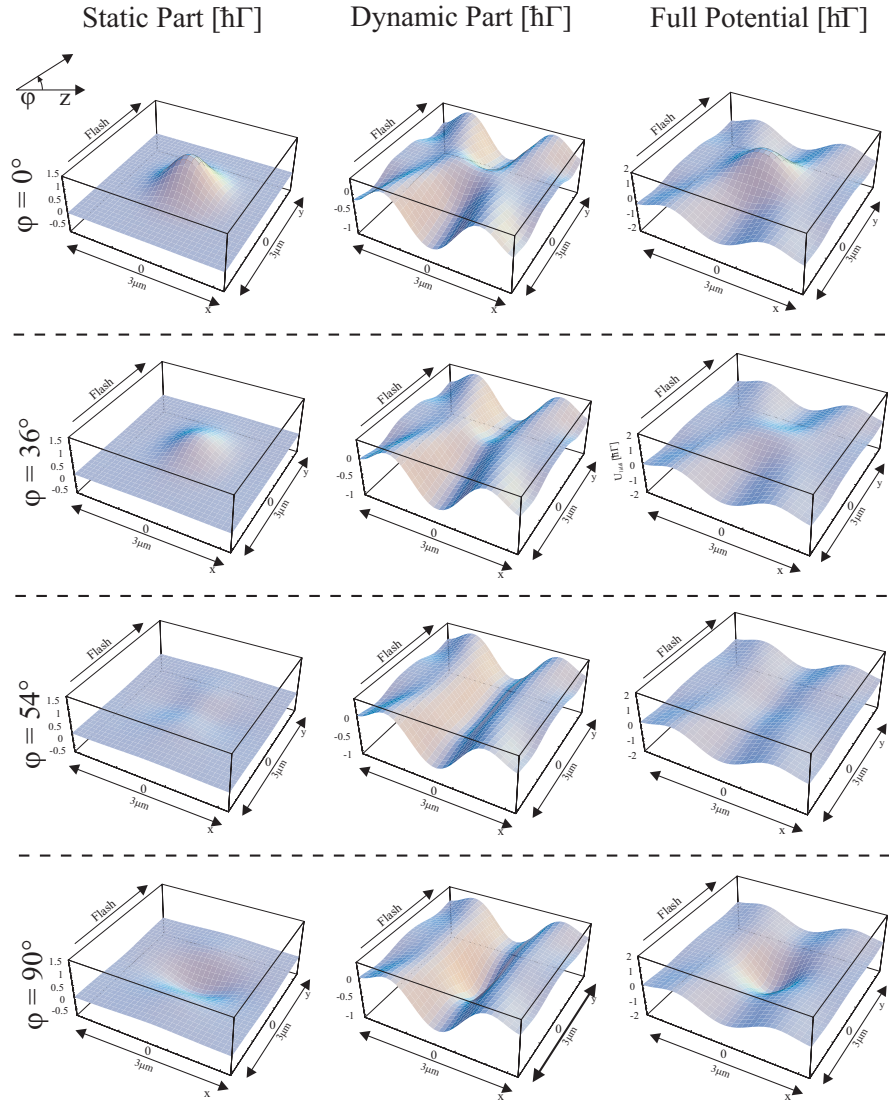 Static Part [ħΓ] Dynamic Part [ħΓ] Full Potential [ħΓ]
φ z
φ = 0°
Flash
1.5
1
0.5
0
-0.5
0
3μm
x
0
3μm
y
Flash
0
-0.5
-1
0
3μm
x
0
3μm
y
Flash
2
1
0
-1
-2
0
3μm
x
0
3μm
y
φ = 36°
Flash
1.5
1
0.5
0
-0.5
0
3μm
x
0
3μm
y
Flash
0
-0.5
-1
0
3μm
x
0
3μm
y
Flash
[ħΓ]
2
1
0
-1
-2
0
3μm
x
0
3μm
y
φ = 54°
Flash
1.5
1
0.5
0
-0.5
0
3μm
x
0
3μm
y
Flash
0
-0.5
-1
0
3μm
x
0
3μm
y
Flash
2
1
0
-1
-2
0
3μm
x
0
3μm
y
φ = 90°
Flash
1.5
1
0.5
0
-0.5
0
3μm
x
0
3μm
y
Flash
0
-0.5
-1
0
3μm
x
0
3μm
y
Flash
2
1
0
-1
-2
0
3μm
x
0
3μm
y